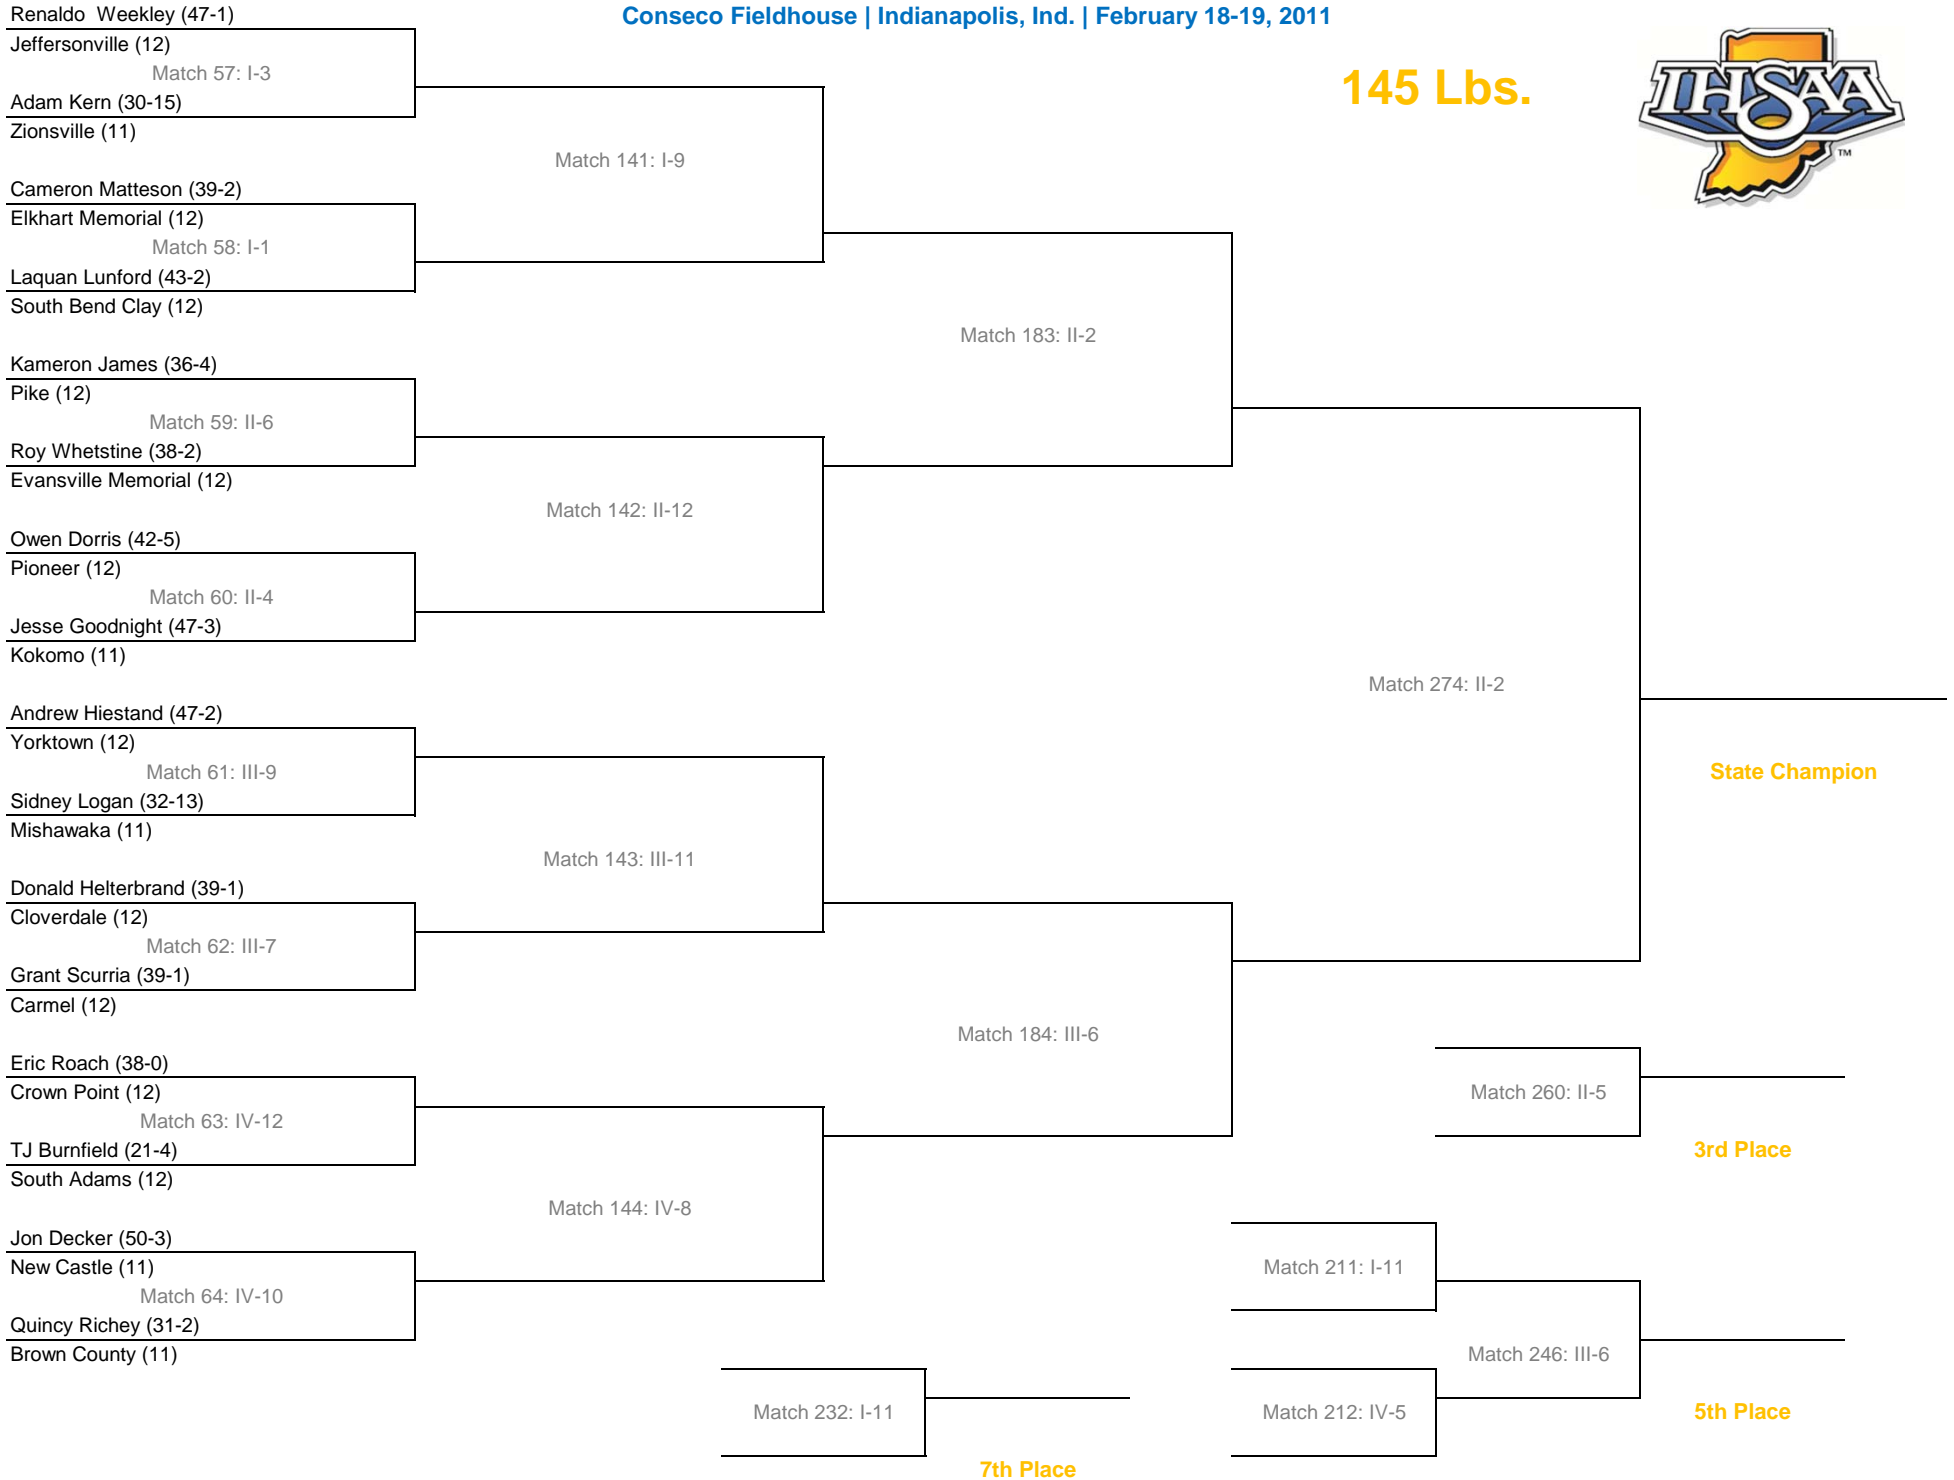 Conseco Fieldhouse | Indianapolis, Ind. | February 18-19, 2011
145 Lbs.
IHSAA
TM
Renaldo  Weekley (47-1)
Jeffersonville (12)
Match 57: I-3
Adam Kern (30-15)
Zionsville (11)
Match 141: I-9
Cameron Matteson (39-2)
Elkhart Memorial (12)
Match 58: I-1
Laquan Lunford (43-2)
South Bend Clay (12)
Match 183: II-2
Kameron James (36-4)
Pike (12)
Match 59: II-6
Roy Whetstine (38-2)
Evansville Memorial (12)
Match 142: II-12
Owen Dorris (42-5)
Pioneer (12)
Match 60: II-4
Jesse Goodnight (47-3)
Kokomo (11)
Match 274: II-2
State Champion
Andrew Hiestand (47-2)
Yorktown (12)
Match 61: III-9
Sidney Logan (32-13)
Mishawaka (11)
Match 143: III-11
Donald Helterbrand (39-1)
Cloverdale (12)
Match 62: III-7
Grant Scurria (39-1)
Carmel (12)
Match 184: III-6
Eric Roach (38-0)
Crown Point (12)
Match 63: IV-12
TJ Burnfield (21-4)
South Adams (12)
Match 260: II-5
3rd Place
Match 144: IV-8
Jon Decker (50-3)
New Castle (11)
Match 64: IV-10
Quincy Richey (31-2)
Brown County (11)
Match 211: I-11
Match 246: III-6
Match 232: I-11
Match 212: IV-5
5th Place
7th Place